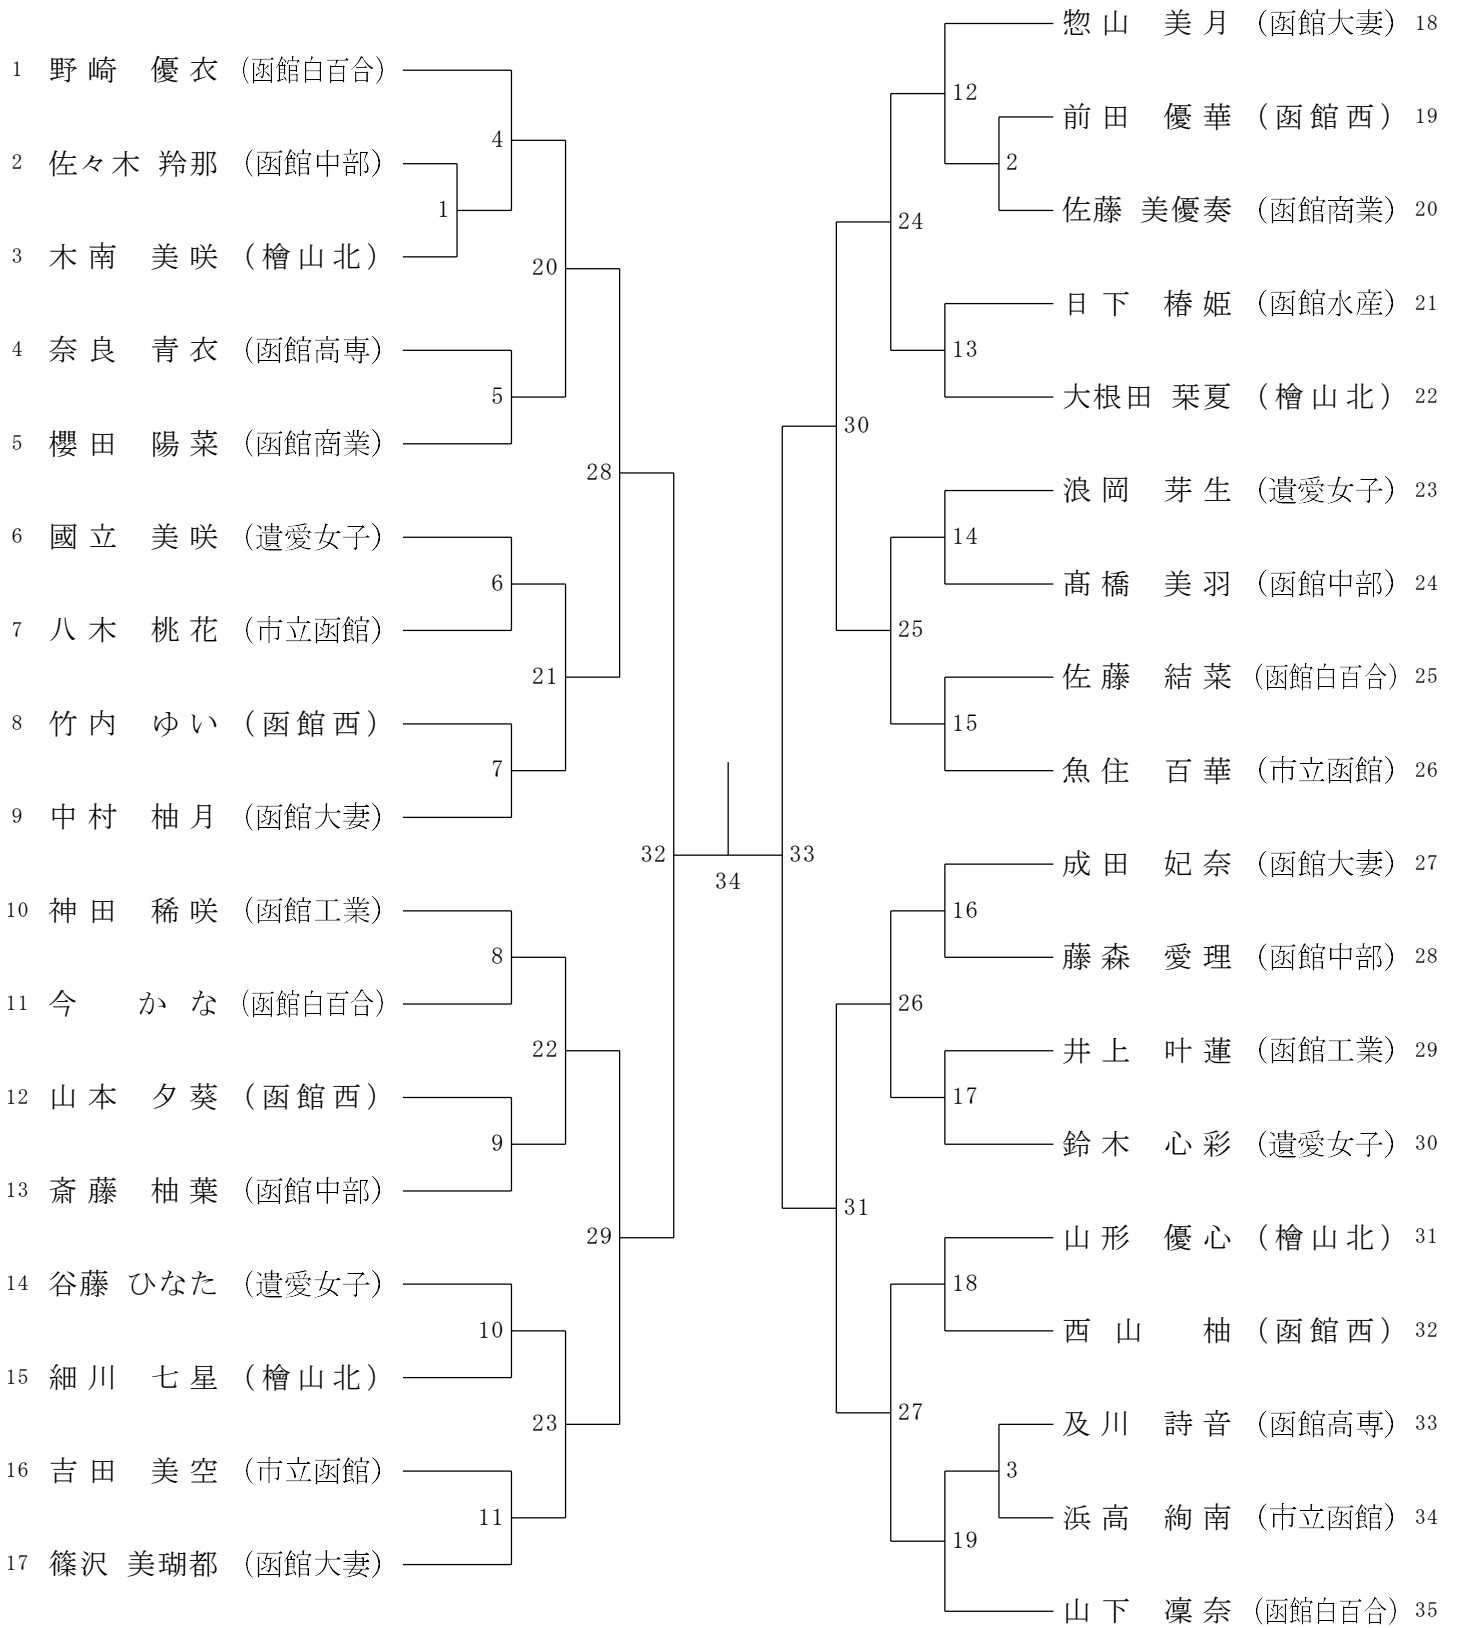 1 野崎 優衣 (函館白百合)
2 佐々木 羚那 (函館中部)
3 木南 美咲 (檜山北)
4 奈良 青衣 (函館高専)
5 櫻田 陽菜 (函館商業)
6 國立 美咲 (遺愛女子)
7 八木 桃花 (市立函館)
8 竹内 ゆい (函館西)
9 中村 柚月 (函館大妻)
10 神田 稀咲 (函館工業)
11 今 かな (函館白百合)
12 山本 夕葵 (函館西)
13 斎藤 柚葉 (函館中部)
14 谷藤 ひなた (遺愛女子)
15 細川 七星 (檜山北)
16 吉田 美空 (市立函館)
17 篠沢 美瑚都 (函館大妻)
1
4
5
6
7
8
9
10
11
20
21
22
23
28
29
32
34
33
30
31
24
25
26
27
12
13
14
15
16
17
18
19
2
3
惣山 美月 (函館大妻) 18
前田 優華 (函館西) 19
佐藤 美優奏 (函館商業) 20
日下 椿姫 (函館水産) 21
大根田 栞夏 (檜山北) 22
浪岡 芽生 (遺愛女子) 23
髙橋 美羽 (函館中部) 24
佐藤 結菜 (函館白百合) 25
魚住 百華 (市立函館) 26
成田 妃奈 (函館大妻) 27
藤森 愛理 (函館中部) 28
井上 叶蓮 (函館工業) 29
鈴木 心彩 (遺愛女子) 30
山形 優心 (檜山北) 31
西山 柚 (函館西) 32
及川 詩音 (函館高専) 33
浜高 絢南 (市立函館) 34
山下 凜奈 (函館白百合) 35